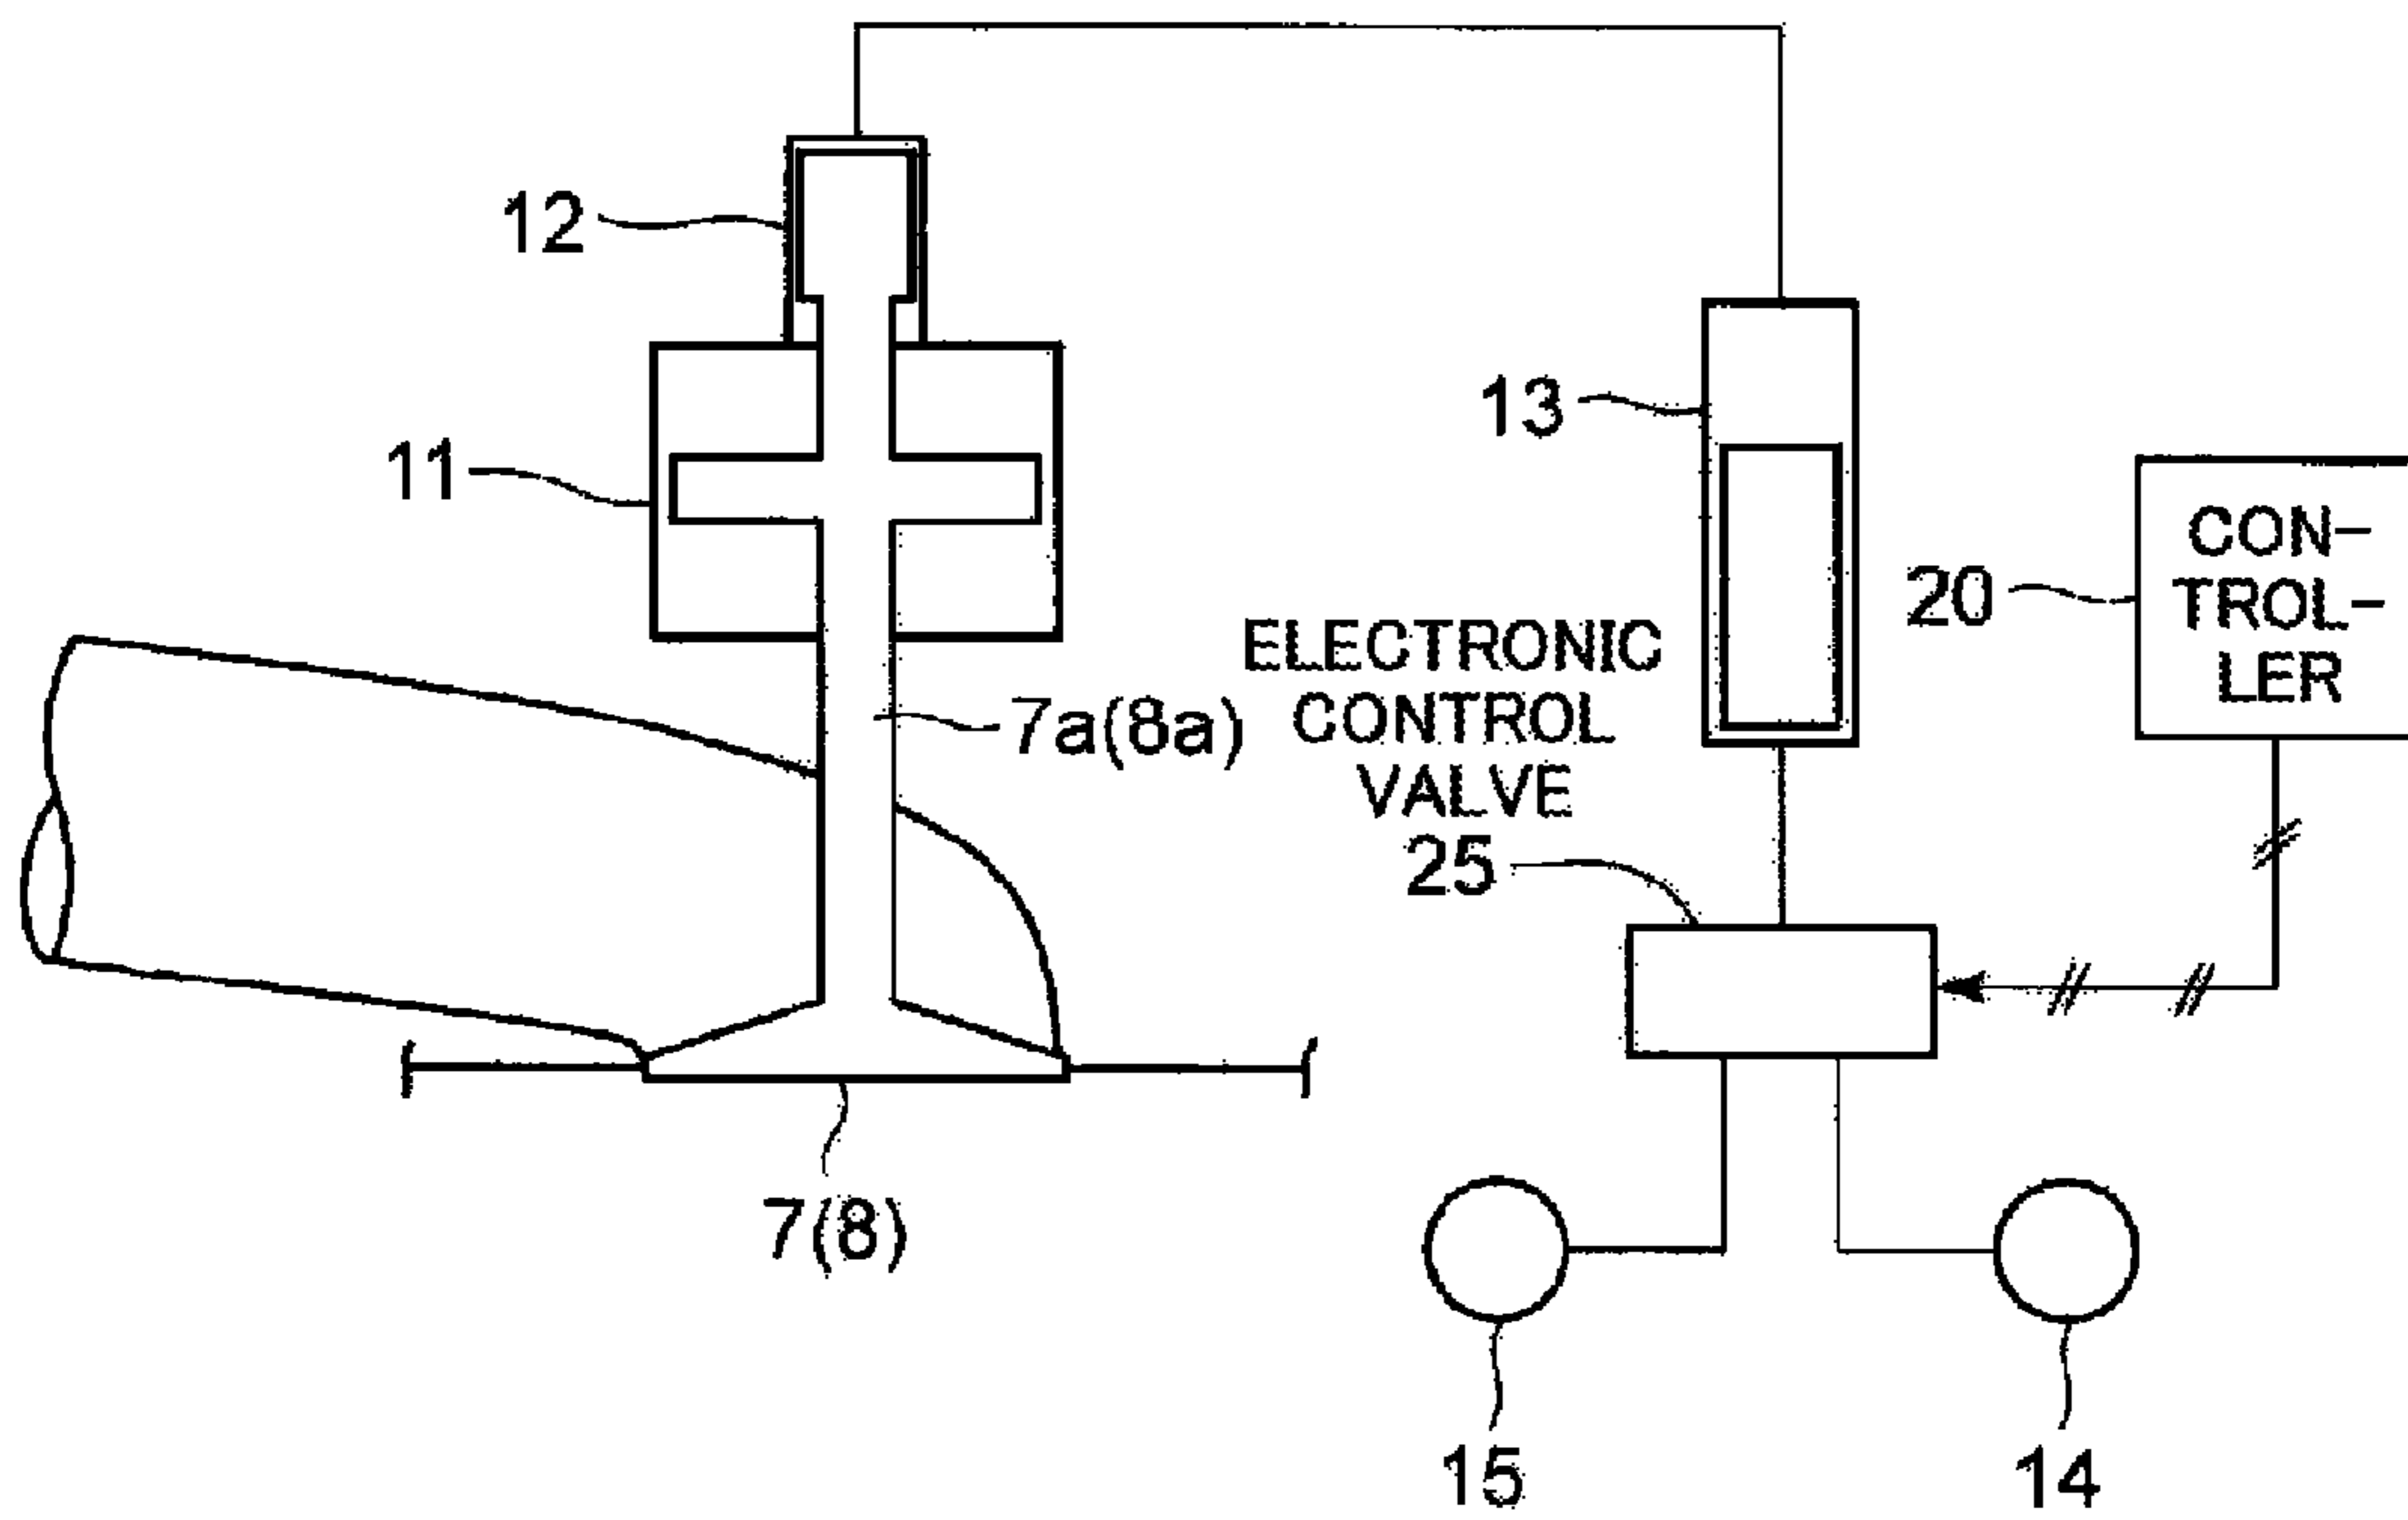 12
11
13
20
CON-
TROL-
LER
ELECTRONIC
CONTROL
VALVE
25
7a(8a)
7(8)
15
14